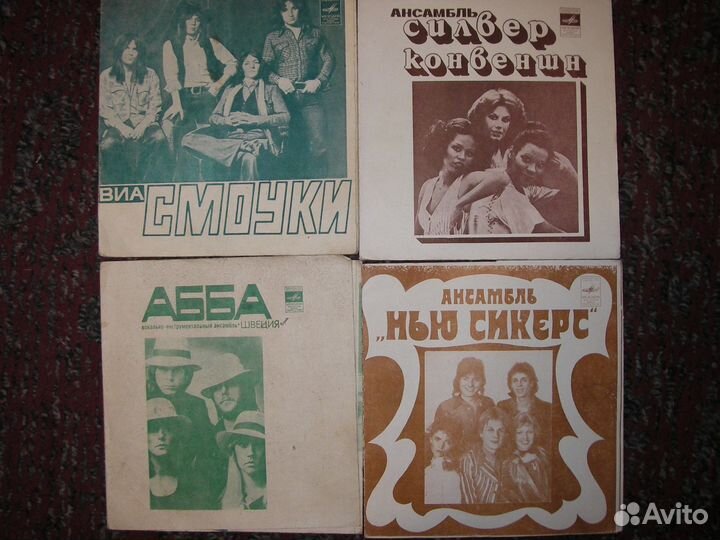 ВИА
СМОУКИ
АНСАМБЛЬ
СИЛВЕР
КОНВЕНШН
АББА
вокально-инструментальный ансамбль • ШВЕЦИЯ
АНСАМБЛЬ
„НЬЮ СИКЕРС“
Avito